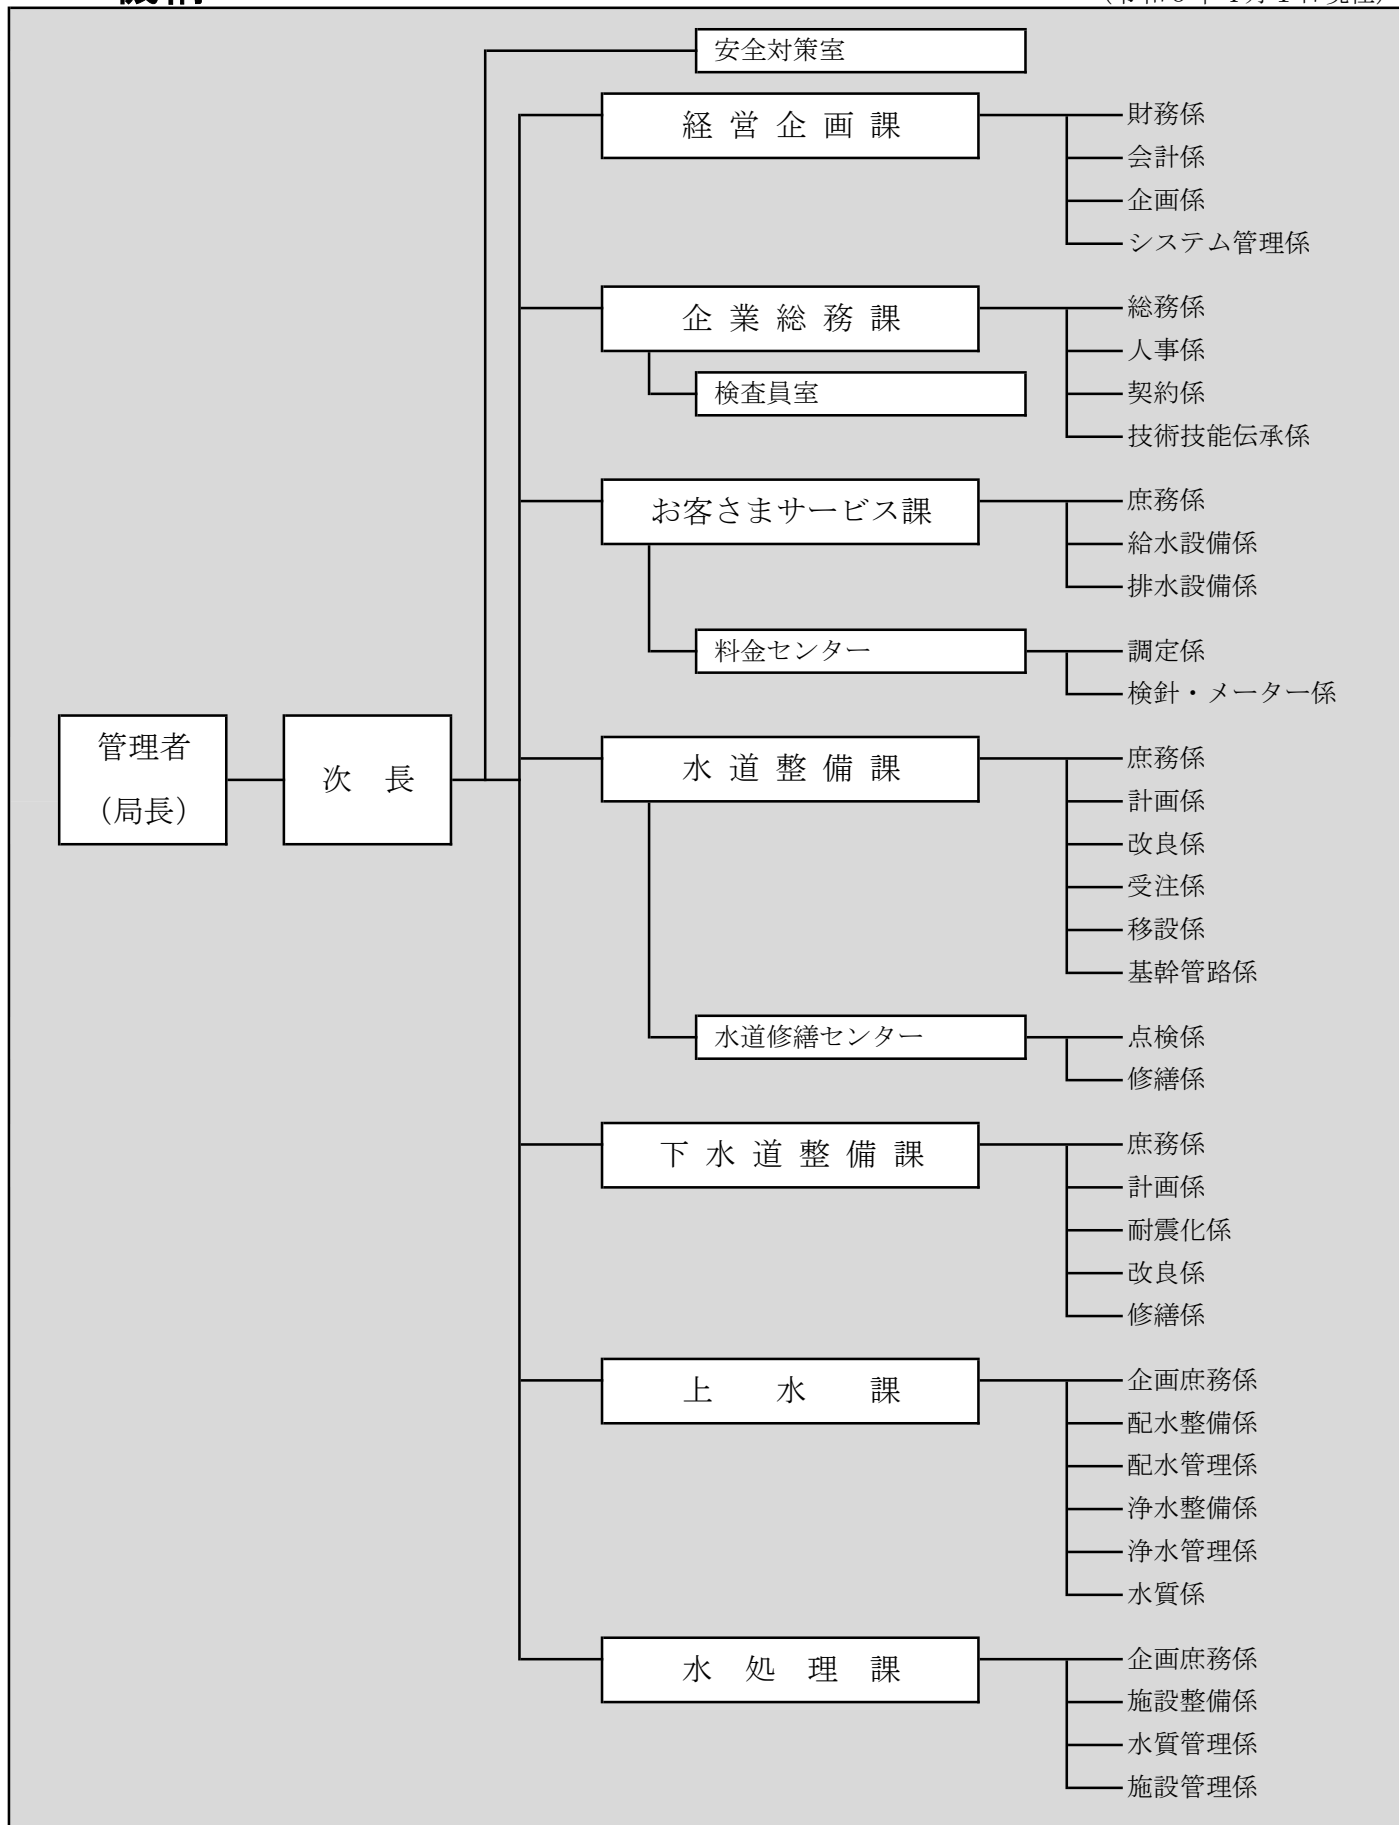 安全対策室
経営企画課
財務係
会計係
企画係
システム管理係
企業総務課
総務係
人事係
検査員室
契約係
技術技能伝承係
お客さまサービス課
庶務係
給水設備係
排水設備係
料金センター
調定係
検針・メーター係
管理者
（局長）
次　長
水道整備課
庶務係
計画係
改良係
受注係
移設係
基幹管路係
水道修繕センター
点検係
修繕係
下水道整備課
庶務係
計画係
耐震化係
改良係
修繕係
上　水　課
企画庶務係
配水整備係
配水管理係
浄水整備係
浄水管理係
水質係
水処理課
企画庶務係
施設整備係
水質管理係
施設管理係